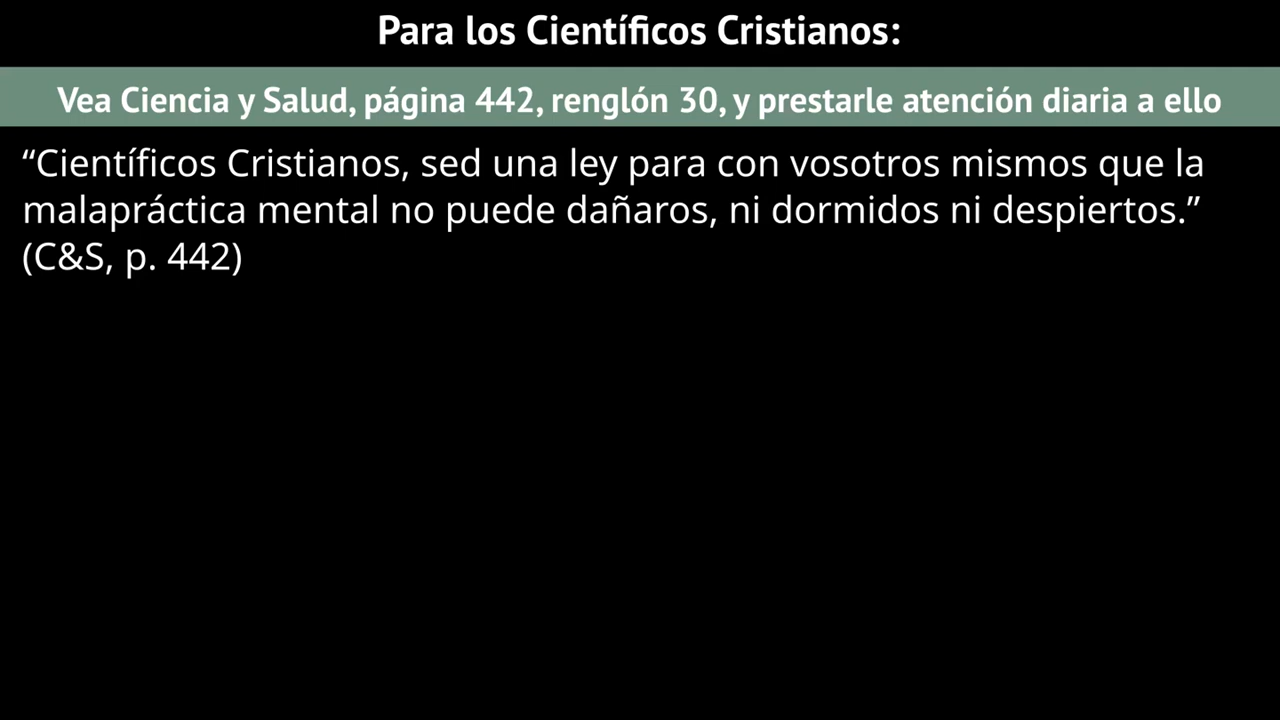 Para los Científicos Cristianos:
Vea Ciencia y Salud, página 442, renglón 30, y prestarle atención diaria a ello
“Científicos Cristianos, sed una ley para con vosotros mismos que la
malapráctica mental no puede dañaros, ni dormidos ni despiertos.”
(C&S, p. 442)